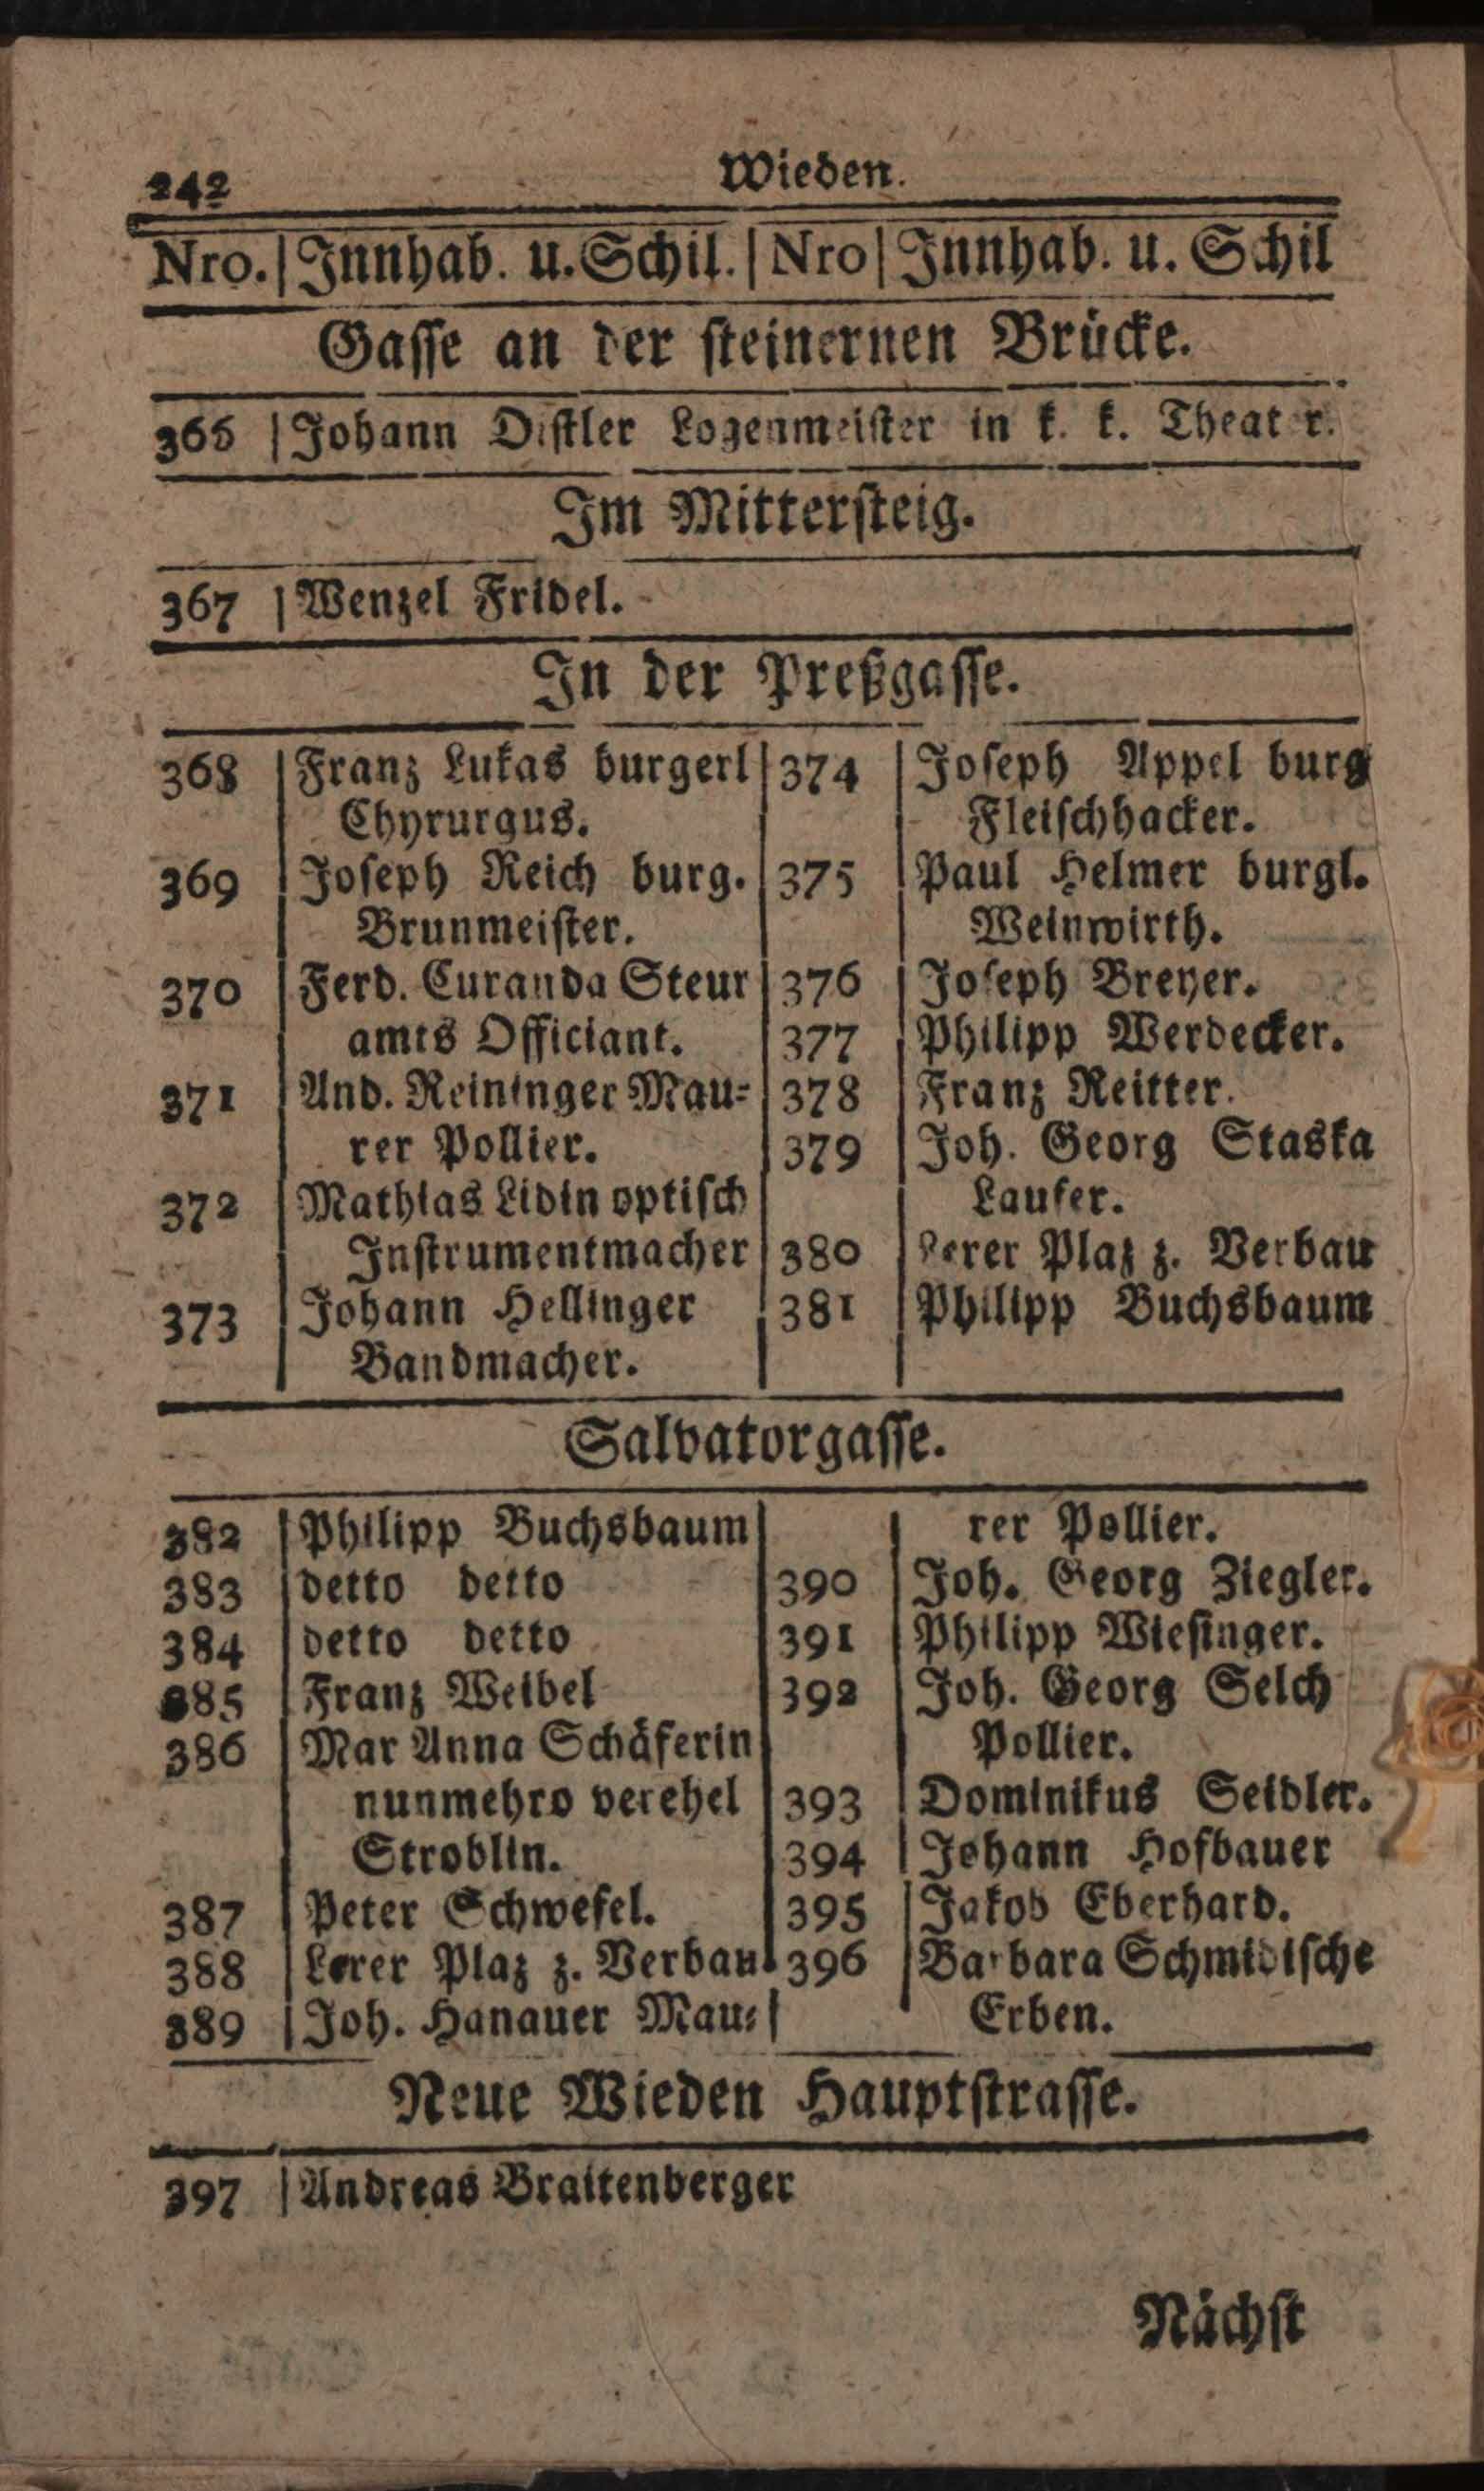 242 Wieden.
Nro. | Innhab. u. Schil. | Nro | Innhab. u. Schil
Gasse an der steinernen Brücke.
366 | Johann Distler Logenmeister in k. k. Theater.
Im Mittersteig.
367 | Wenzel Fridel.
In der Preßgasse.
368 | Franz Lukas burgerl
Chyrurgus.
369 | Joseph Reich burg.
Brunmeister.
370 | Ferd. Curanda Steur
amts Officiant.
371 | And. Reininger Mau-
rer Pollier.
372 | Mathias Lidin optisch
Instrumentmacher
373 | Johann Hellinger
Bandmacher.
374 | Joseph Appel burg
Fleischhacker.
375 | Paul Helmer burgl.
Weinwirth.
376 | Joseph Breyer.
377 | Philipp Werdecker.
378 | Franz Reitter.
379 | Joh. Georg Staska
Laufer.
380 | Lerer Plaz z. Verbau
381 | Philipp Buchsbaum
Salvatorgasse.
382 | Philipp Buchsbaum
383 | detto detto
384 | detto detto
385 | Franz Weibel
386 | Mar Anna Schäferin
nunmehro verehel
Stroblin.
387 | Peter Schwefel.
388 | Lerer Plaz z. Verbau.
389 | Joh. Hanauer Mau-
rer Pollier.
390 | Joh. Georg Ziegler.
391 | Philipp Wiesinger.
392 | Joh. Georg Selch
Pollier.
393 | Dominikus Seidler.
394 | Johann Hofbauer
395 | Jakob Eberhard.
396 | Barbara Schmidische
Erben.
Neue Wieden Hauptstrasse.
397 | Andreas Braitenberger
Nächst